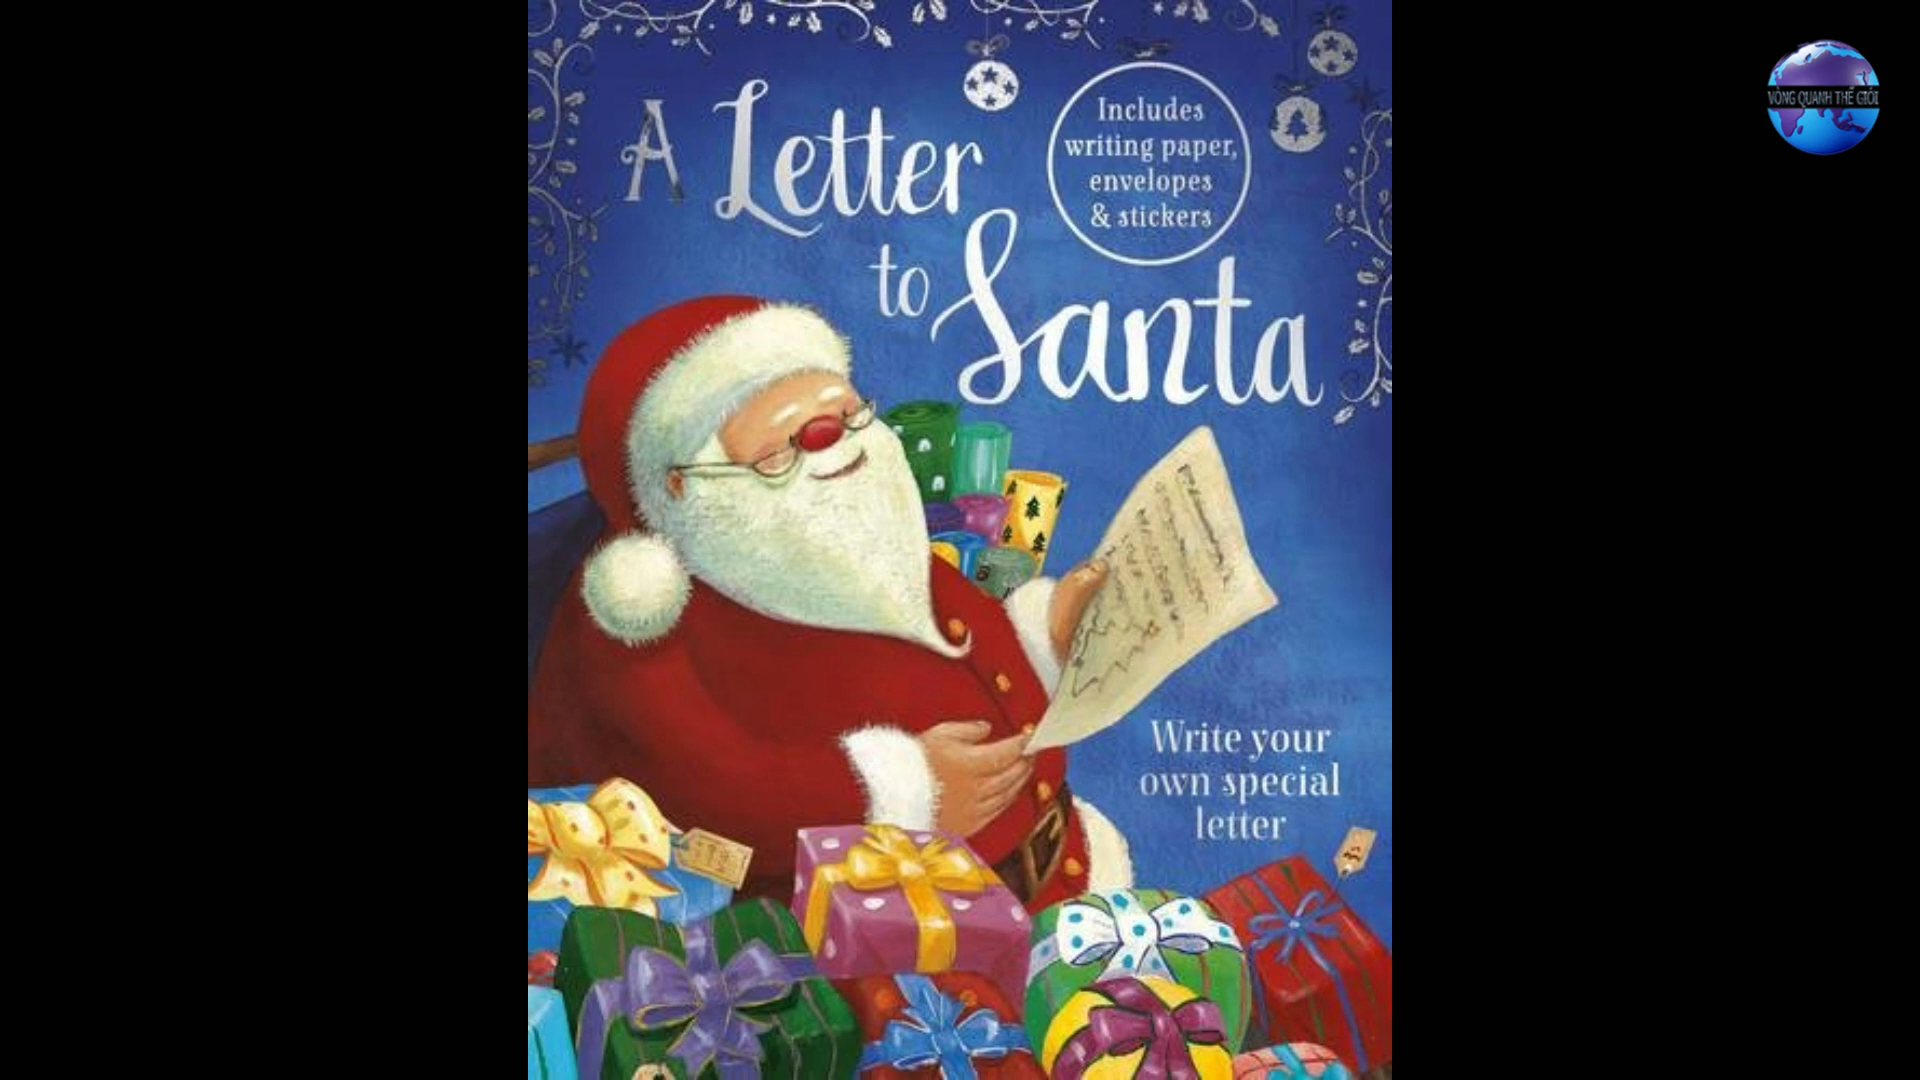 A Letter
to Santa
Includes
writing paper,
envelopes
& stickers
Write your
own special
letter
VÒNG QUANH THẾ GIỚI